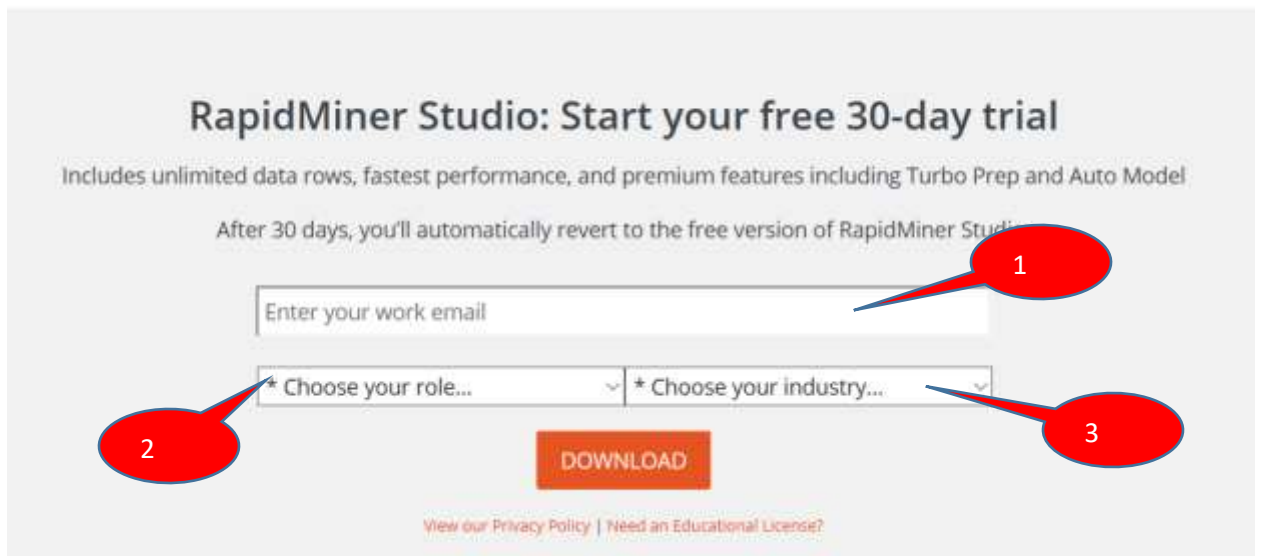 RapidMiner Studio: Start your free 30-day trial
Includes unlimited data rows, fastest performance, and premium features including Turbo Prep and Auto Model
After 30 days, you'll automatically revert to the free version of RapidMiner Studio
1
Enter your work email
* Choose your role... * Choose your industry...
2
3
DOWNLOAD
View our Privacy Policy | Need an Educational License?